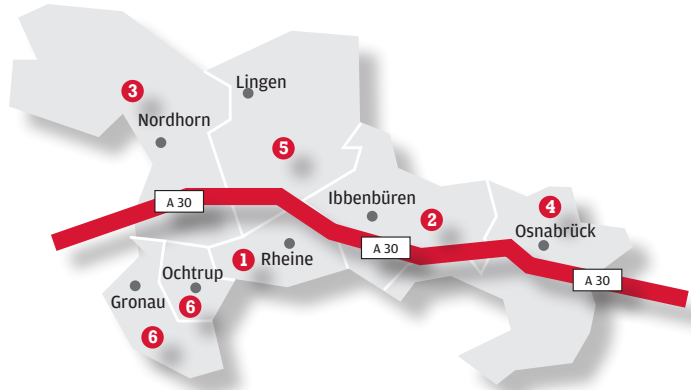 Lingen
3
Nordhorn
5
A 30
Ibbenbüren
2
4
Osnabrück
A 30
Rheine
1
Ochtrup
A 30
Gronau
6
6